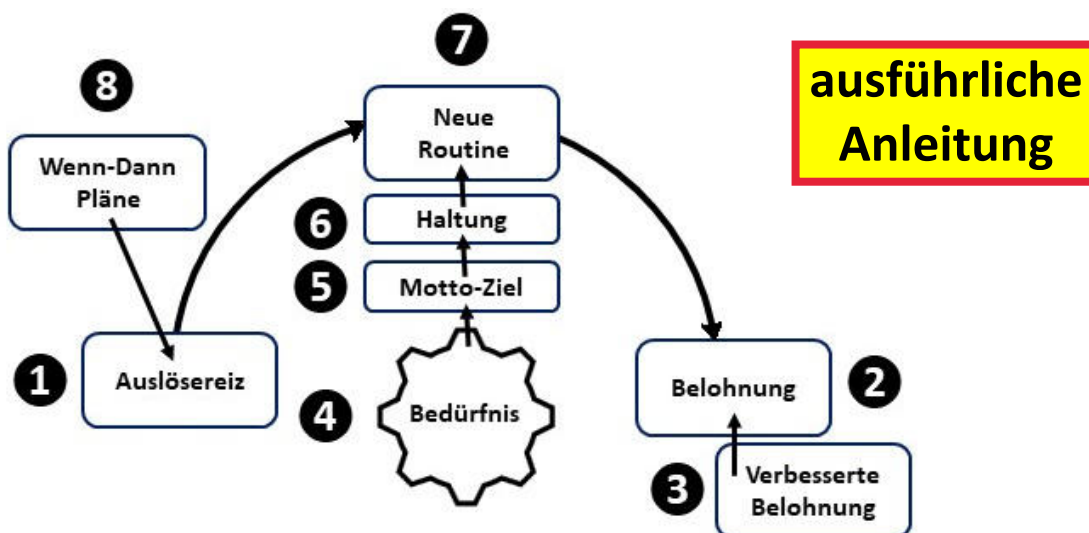 7
8
ausführliche
Anleitung
Neue
Routine
Wenn-Dann
Pläne
6
Haltung
5
Motto-Ziel
1
Auslösereiz
4
Bedürfnis
Belohnung
2
3
Verbesserte
Belohnung